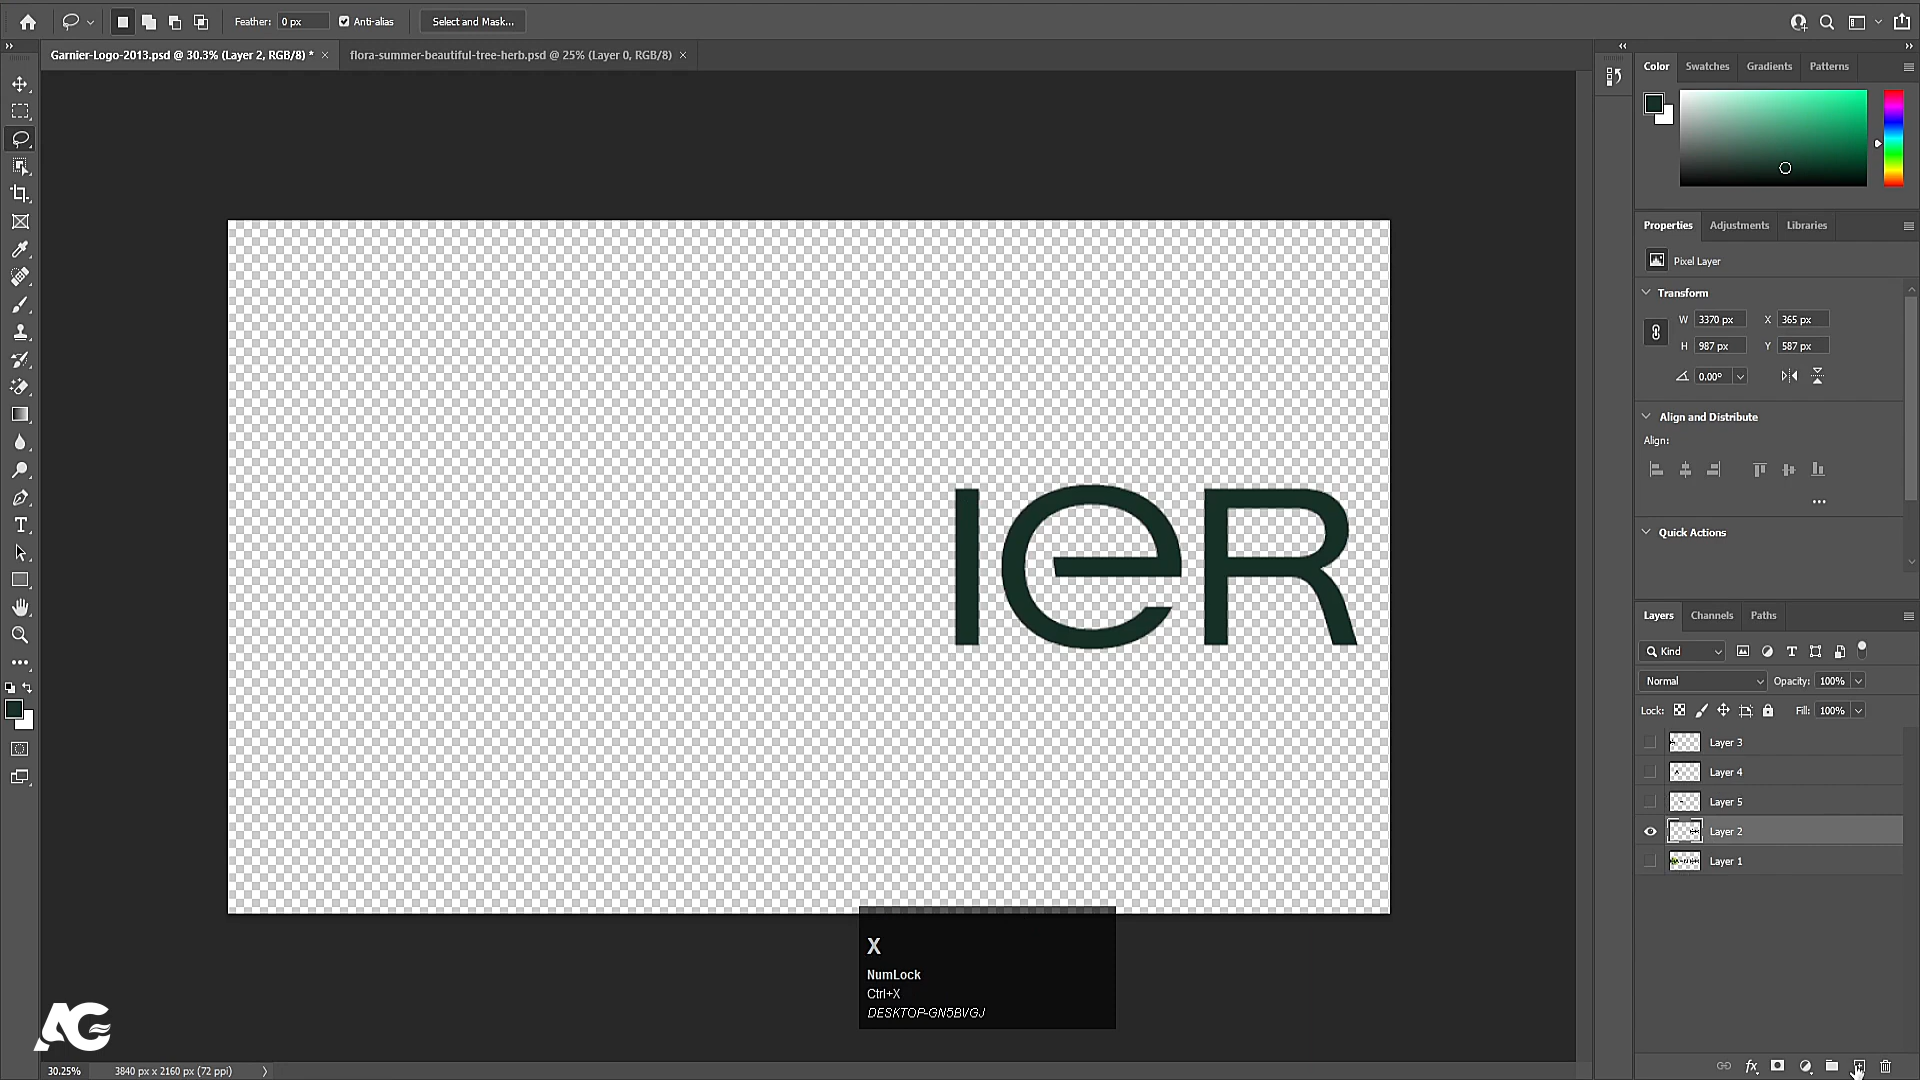 Feather: 0 px Anti-alias Select and Mask...
Garnier-Logo-2013.psd @ 30.3% (Layer 2, RGB/8) * × flora-summer-beautiful-tree-herb.psd @ 25% (Layer 0, RGB/8) ×
Color Swatches Gradients Patterns
Properties Adjustments Libraries
Pixel Layer
Transform
W 3370 px X 365 px
H 987 px Y 587 px
0.00°
Align and Distribute
Align:
Quick Actions
IeR
Layers Channels Paths
Kind
Normal Opacity: 100%
Lock: Fill: 100%
Layer 3
Layer 4
Layer 5
Layer 2
Layer 1
X
NumLock
Ctrl+X
DESKTOP-GN5BVGJ
AG
30.25% 3840 px x 2160 px (72 ppi)